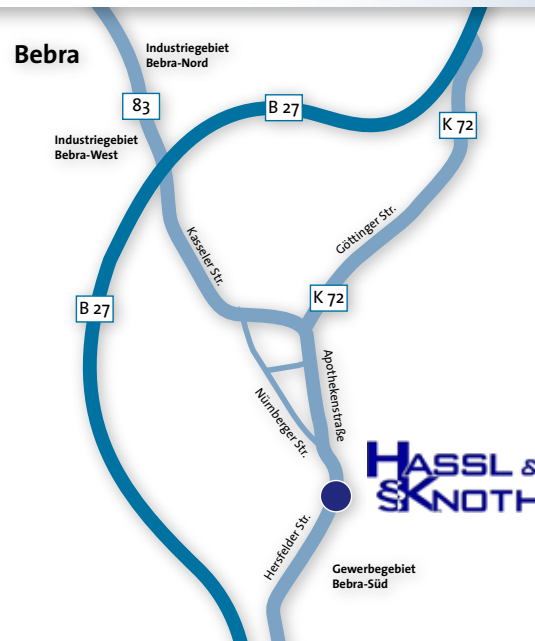 Bebra
Industriegebiet
Bebra-Nord
83
B 27
K 72
Industriegebiet
Bebra-West
Kasseler Str.
Göttinger Str.
B 27
K 72
Apothekenstraße
Nürnberger Str.
HASSL &
§§KNOTH
Hersfelder Str.
Gewerbegebiet
Bebra-Süd